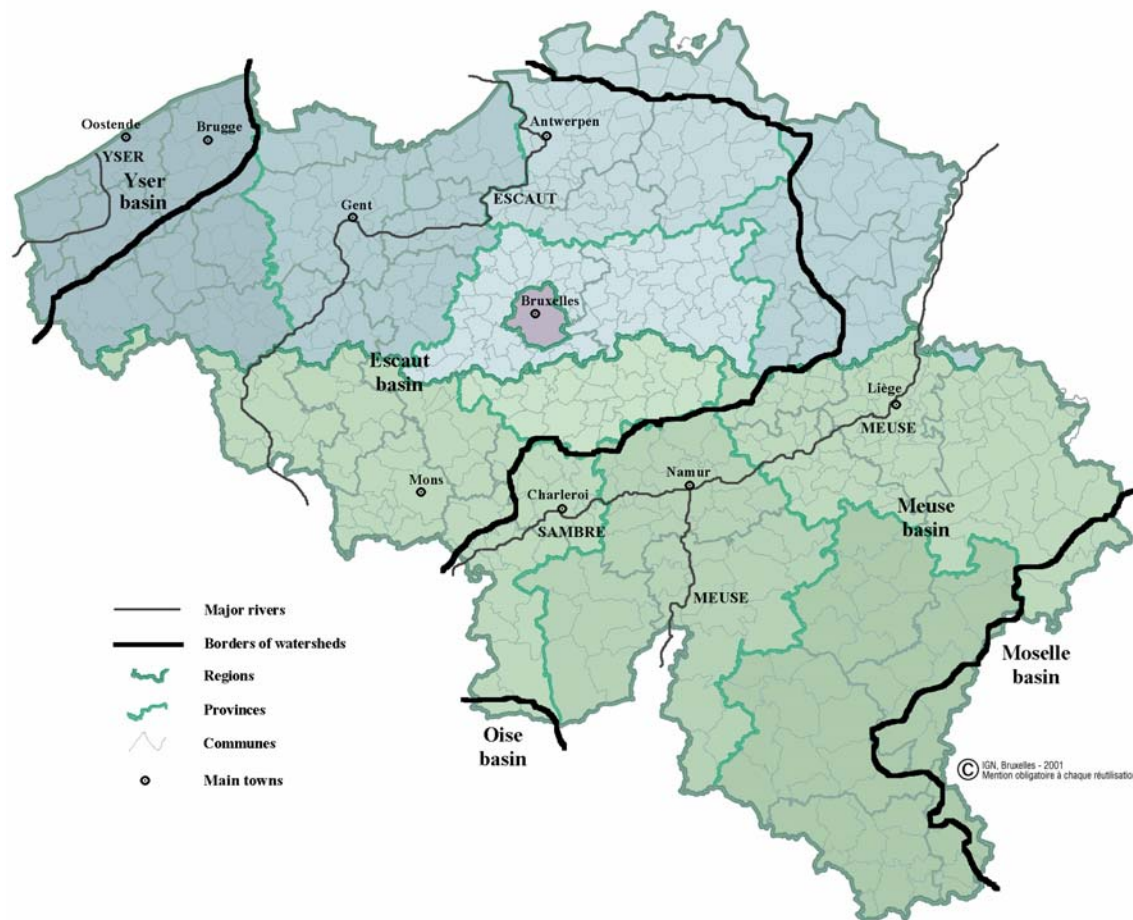 Oostende
Brugge
YSER
Yser
basin
Antwerpen
Gent
ESCAUT
Bruxelles
Escaut
basin
Liège
MEUSE
Mons
Namur
Charleroi
SAMBRE
Meuse
basin
MEUSE
Moselle
basin
Oise
basin
Major rivers
Borders of watersheds
Regions
Provinces
Communes
Main towns
© IGN, Bruxelles - 2001
Mention obligatoire à chaque réutilisation